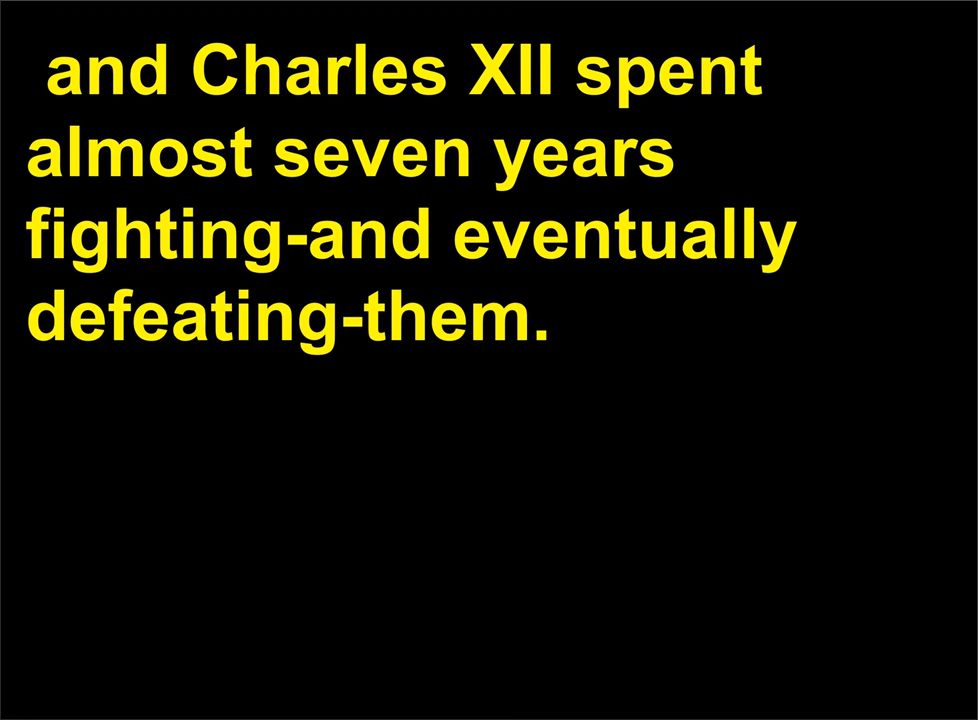 and Charles XII spent
almost seven years
fighting-and eventually
defeating-them.